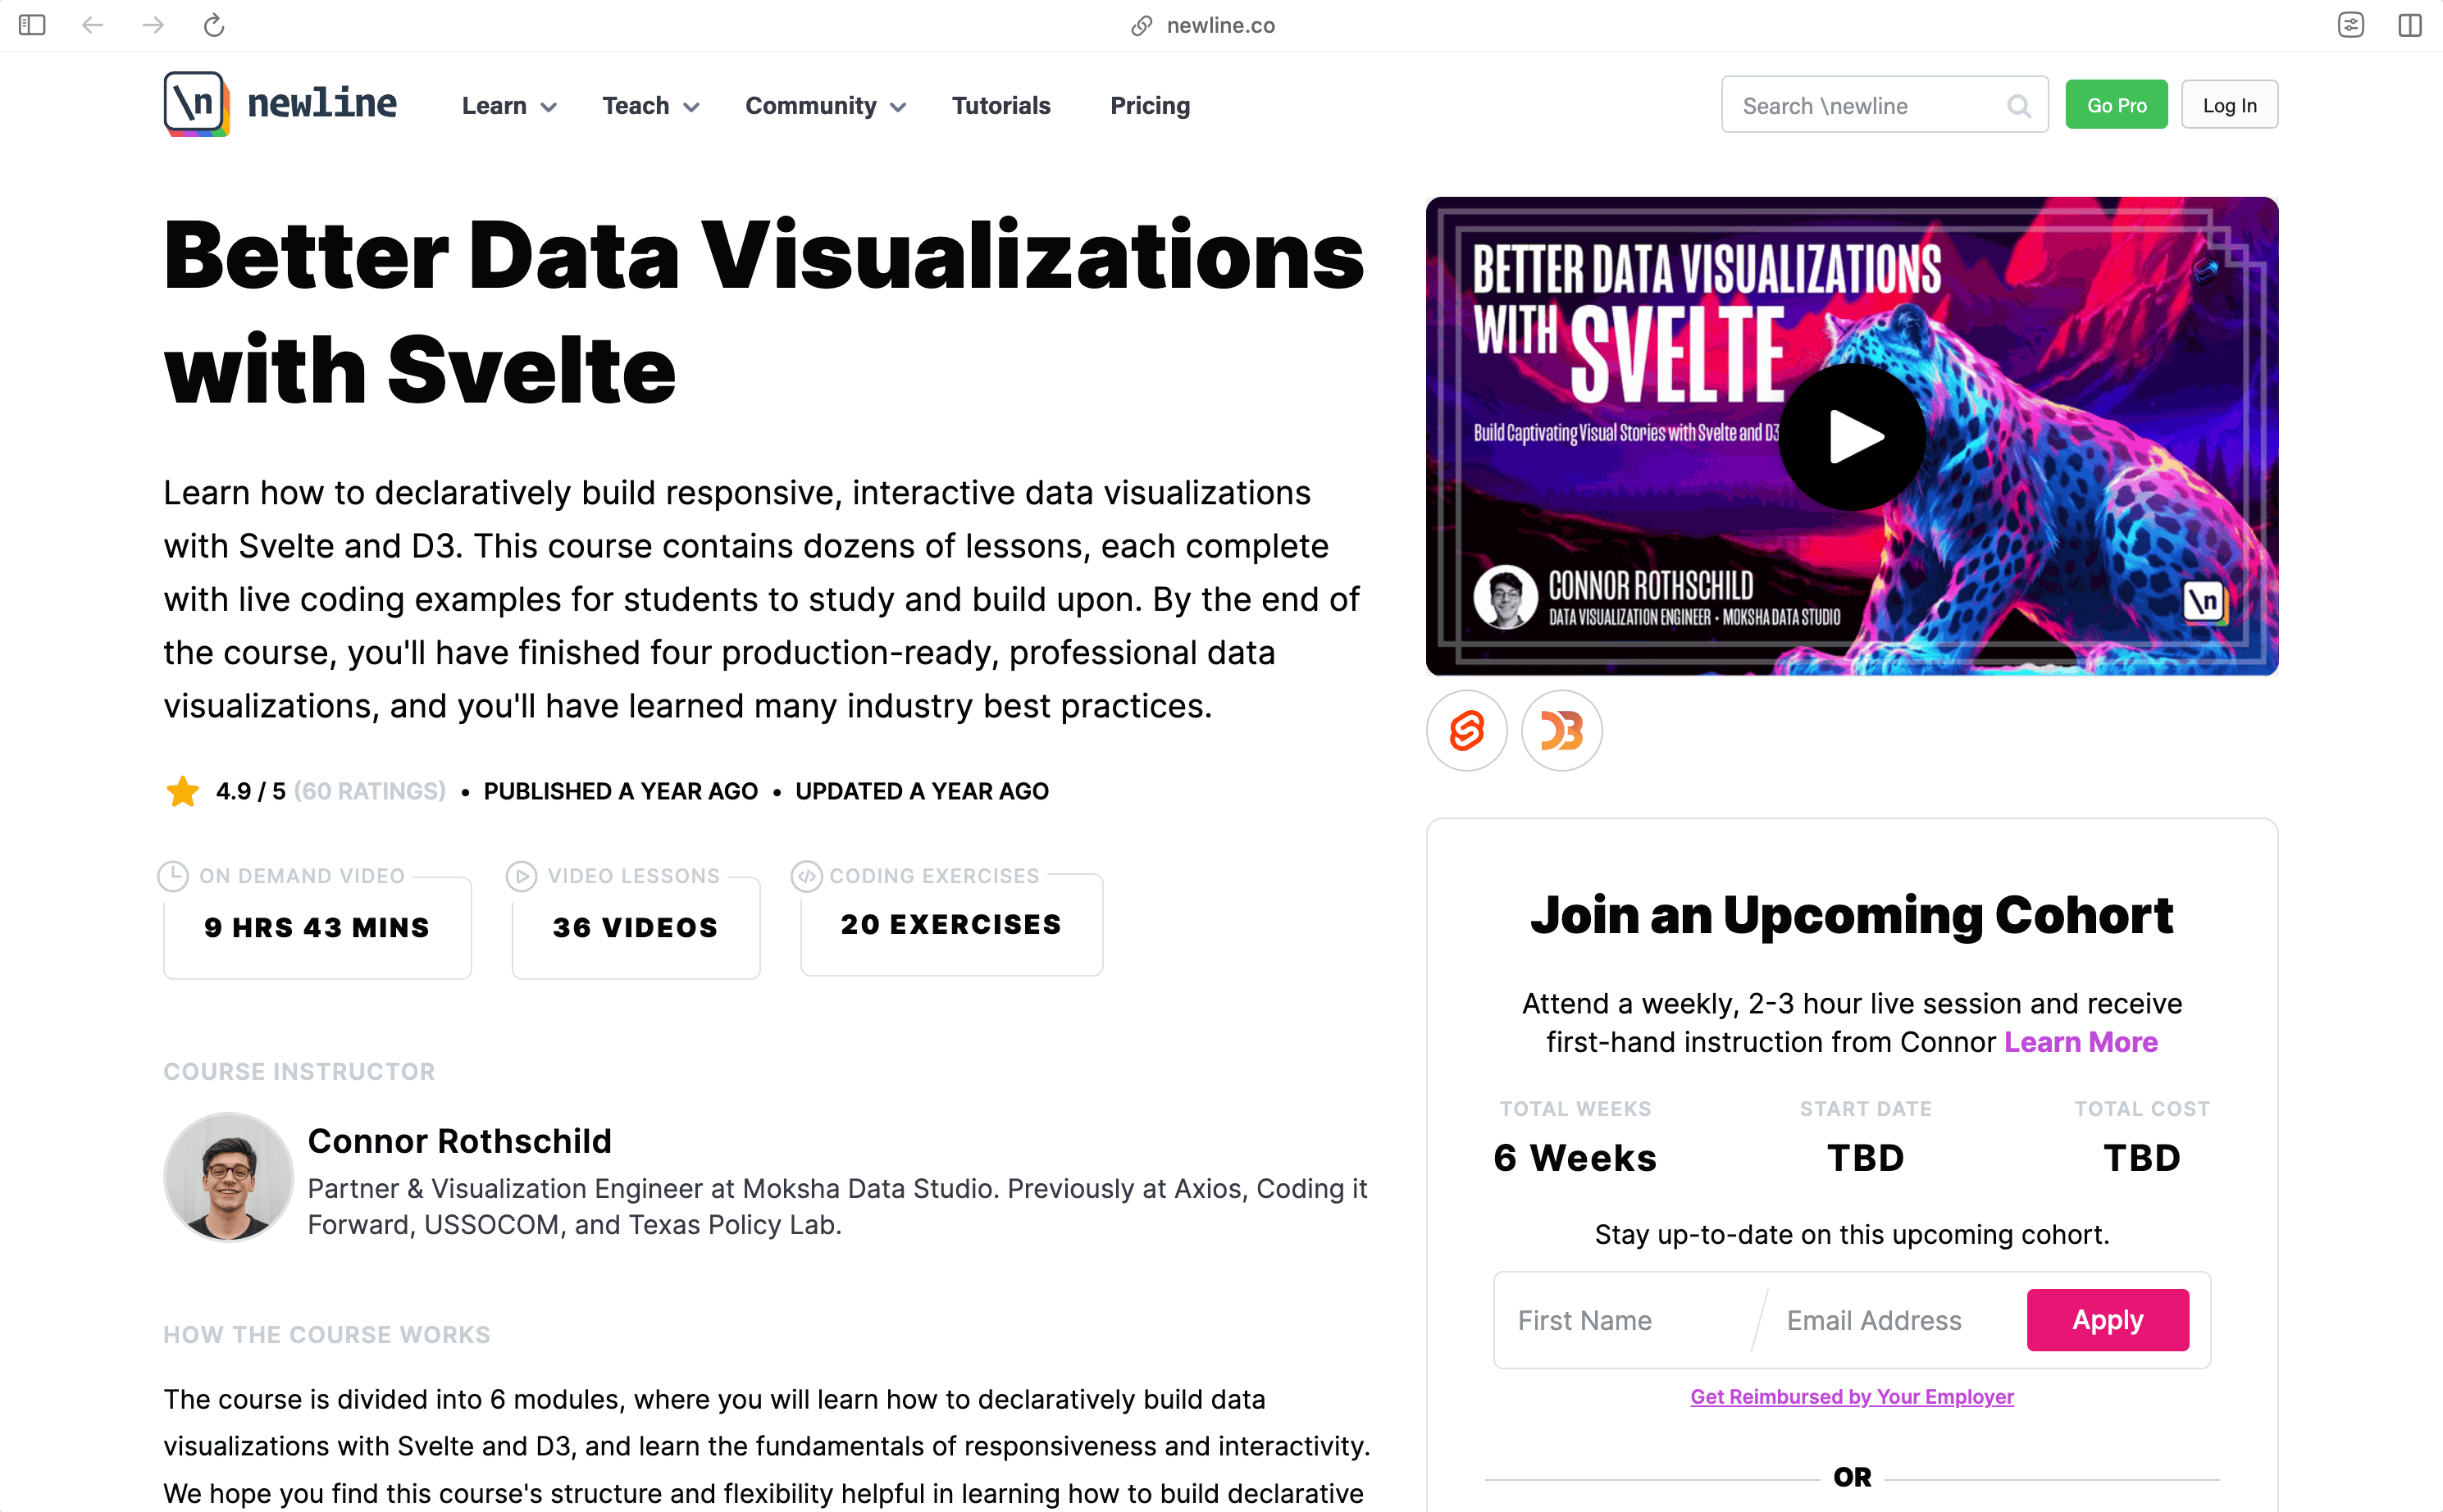 newline.co
\n newline
Learn
Teach
Community
Tutorials
Pricing
Search \newline
Go Pro
Log In
Better Data Visualizations
with Svelte
Learn how to declaratively build responsive, interactive data visualizations
with Svelte and D3. This course contains dozens of lessons, each complete
with live coding examples for students to study and build upon. By the end of
the course, you'll have finished four production-ready, professional data
visualizations, and you'll have learned many industry best practices.
4.9 / 5 (60 RATINGS) • PUBLISHED A YEAR AGO • UPDATED A YEAR AGO
ON DEMAND VIDEO
9 HRS 43 MINS
VIDEO LESSONS
36 VIDEOS
CODING EXERCISES
20 EXERCISES
COURSE INSTRUCTOR
Connor Rothschild
Partner & Visualization Engineer at Moksha Data Studio. Previously at Axios, Coding it
Forward, USSOCOM, and Texas Policy Lab.
HOW THE COURSE WORKS
The course is divided into 6 modules, where you will learn how to declaratively build data
visualizations with Svelte and D3, and learn the fundamentals of responsiveness and interactivity.
We hope you find this course's structure and flexibility helpful in learning how to build declarative
BETTER DATA VISUALIZATIONS
WITH SVELTE
Build Captivating Visual Stories with Svelte and D3
CONNOR ROTHSCHILD
DATA VISUALIZATION ENGINEER • MOKSHA DATA STUDIO
\n
D3
Join an Upcoming Cohort
Attend a weekly, 2-3 hour live session and receive
first-hand instruction from Connor Learn More
TOTAL WEEKS
6 Weeks
START DATE
TBD
TOTAL COST
TBD
Stay up-to-date on this upcoming cohort.
First Name
Email Address
Apply
Get Reimbursed by Your Employer
OR